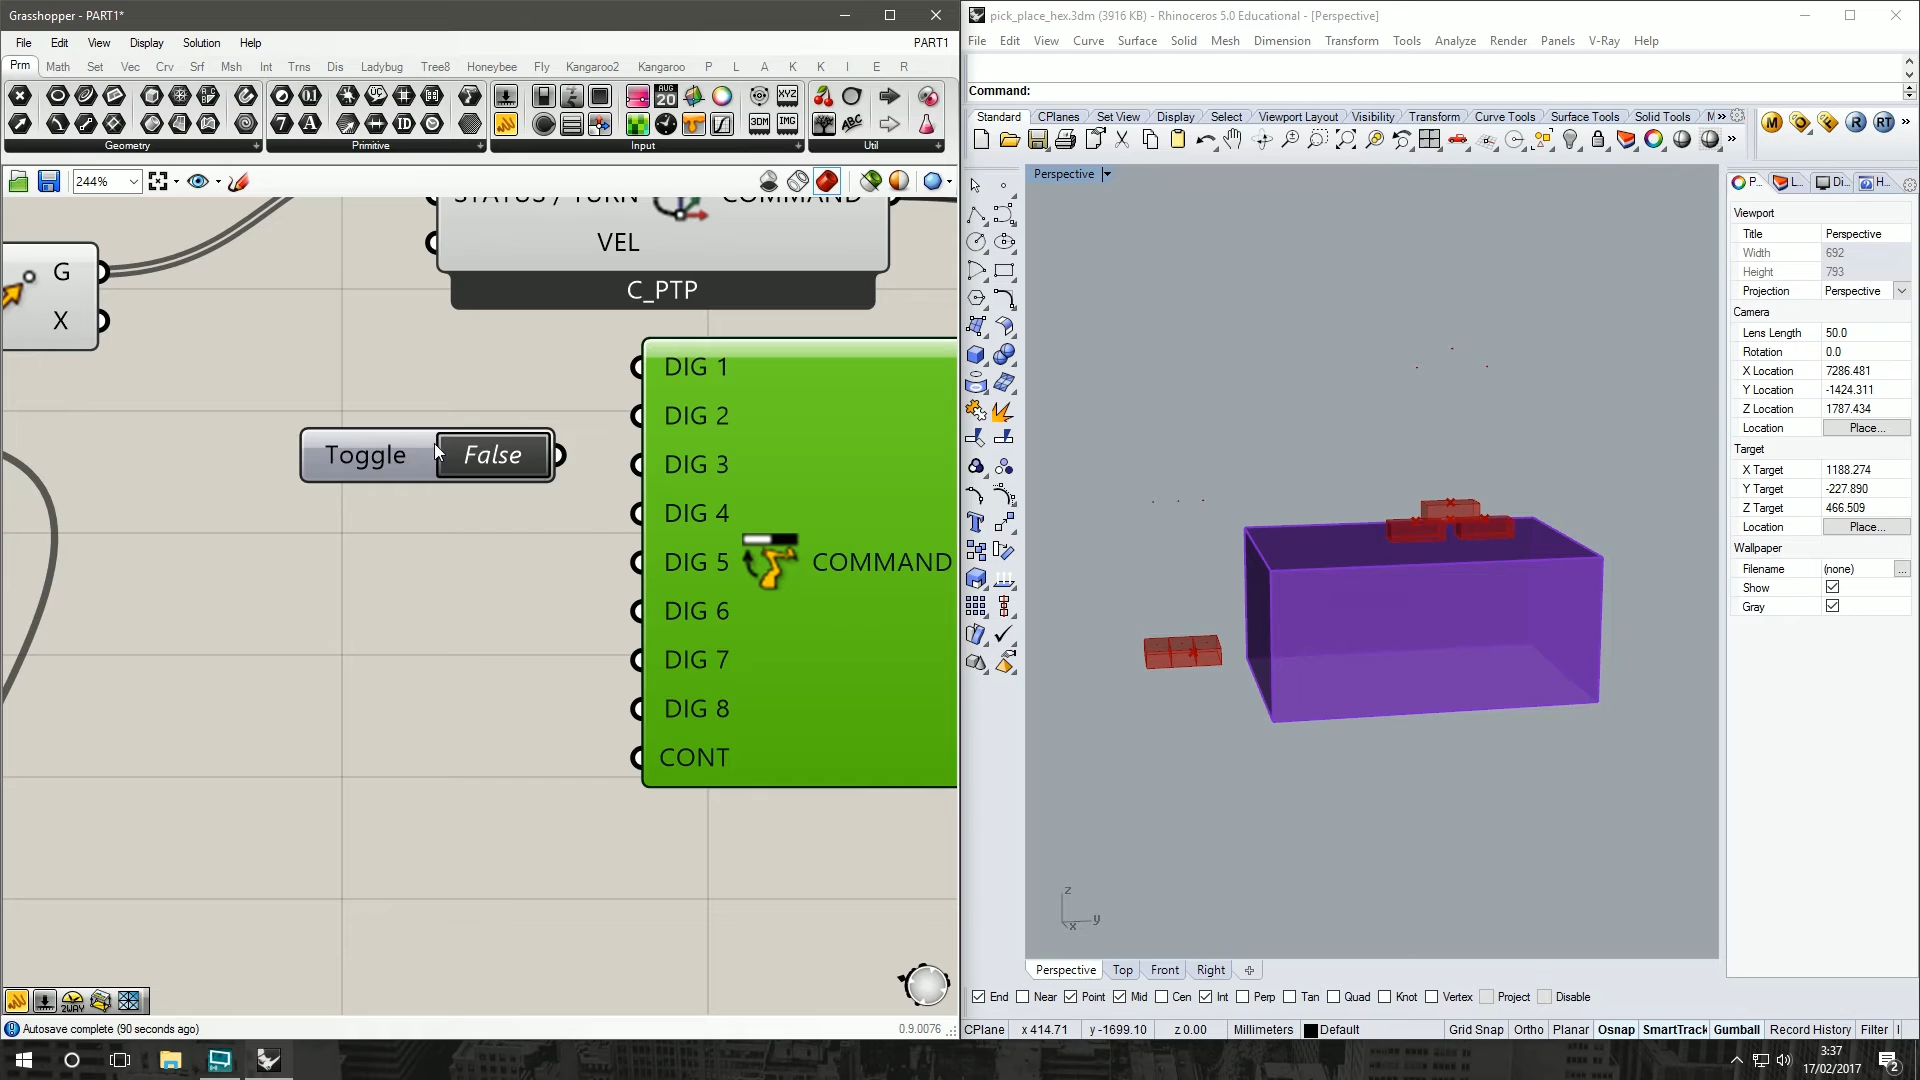 Grasshopper - PART1*
File Edit View Display Solution Help PART1
Prm Math Set Vec Crv Srf Msh Int Trns Dis Ladybug Tree8 Honeybee Fly Kangaroo2 Kangaroo P L A K K I E R
Geometry Primitive Input Util
244%
G
X
STATUS / TURN COMMAND
VEL
C_PTP
Toggle False
DIG 1
DIG 2
DIG 3
DIG 4
DIG 5 COMMAND
DIG 6
DIG 7
DIG 8
CONT
Autosave complete (90 seconds ago) 0.9.0076
pick_place_hex.3dm (3916 KB) - Rhinoceros 5.0 Educational - [Perspective]
File Edit View Curve Surface Solid Mesh Dimension Transform Tools Analyze Render Panels V-Ray Help
Command:
Standard CPlanes Set View Display Select Viewport Layout Visibility Transform Curve Tools Surface Tools Solid Tools
Perspective
z
y
x
Perspective Top Front Right
P... L... Di... H...
Viewport
Title Perspective
Width 692
Height 793
Projection Perspective
Camera
Lens Length 50.0
Rotation 0.0
X Location 7286.481
Y Location -1424.311
Z Location 1787.434
Location Place...
Target
X Target 1188.274
Y Target -227.890
Z Target 466.509
Location Place...
Wallpaper
Filename (none) ...
Show
Gray
End Near Point Mid Cen Int Perp Tan Quad Knot Vertex Project Disable
CPlane x 414.71 y -1699.10 z 0.00 Millimeters Default Grid Snap Ortho Planar Osnap SmartTrack Gumball Record History Filter
3:37
17/02/2017
2